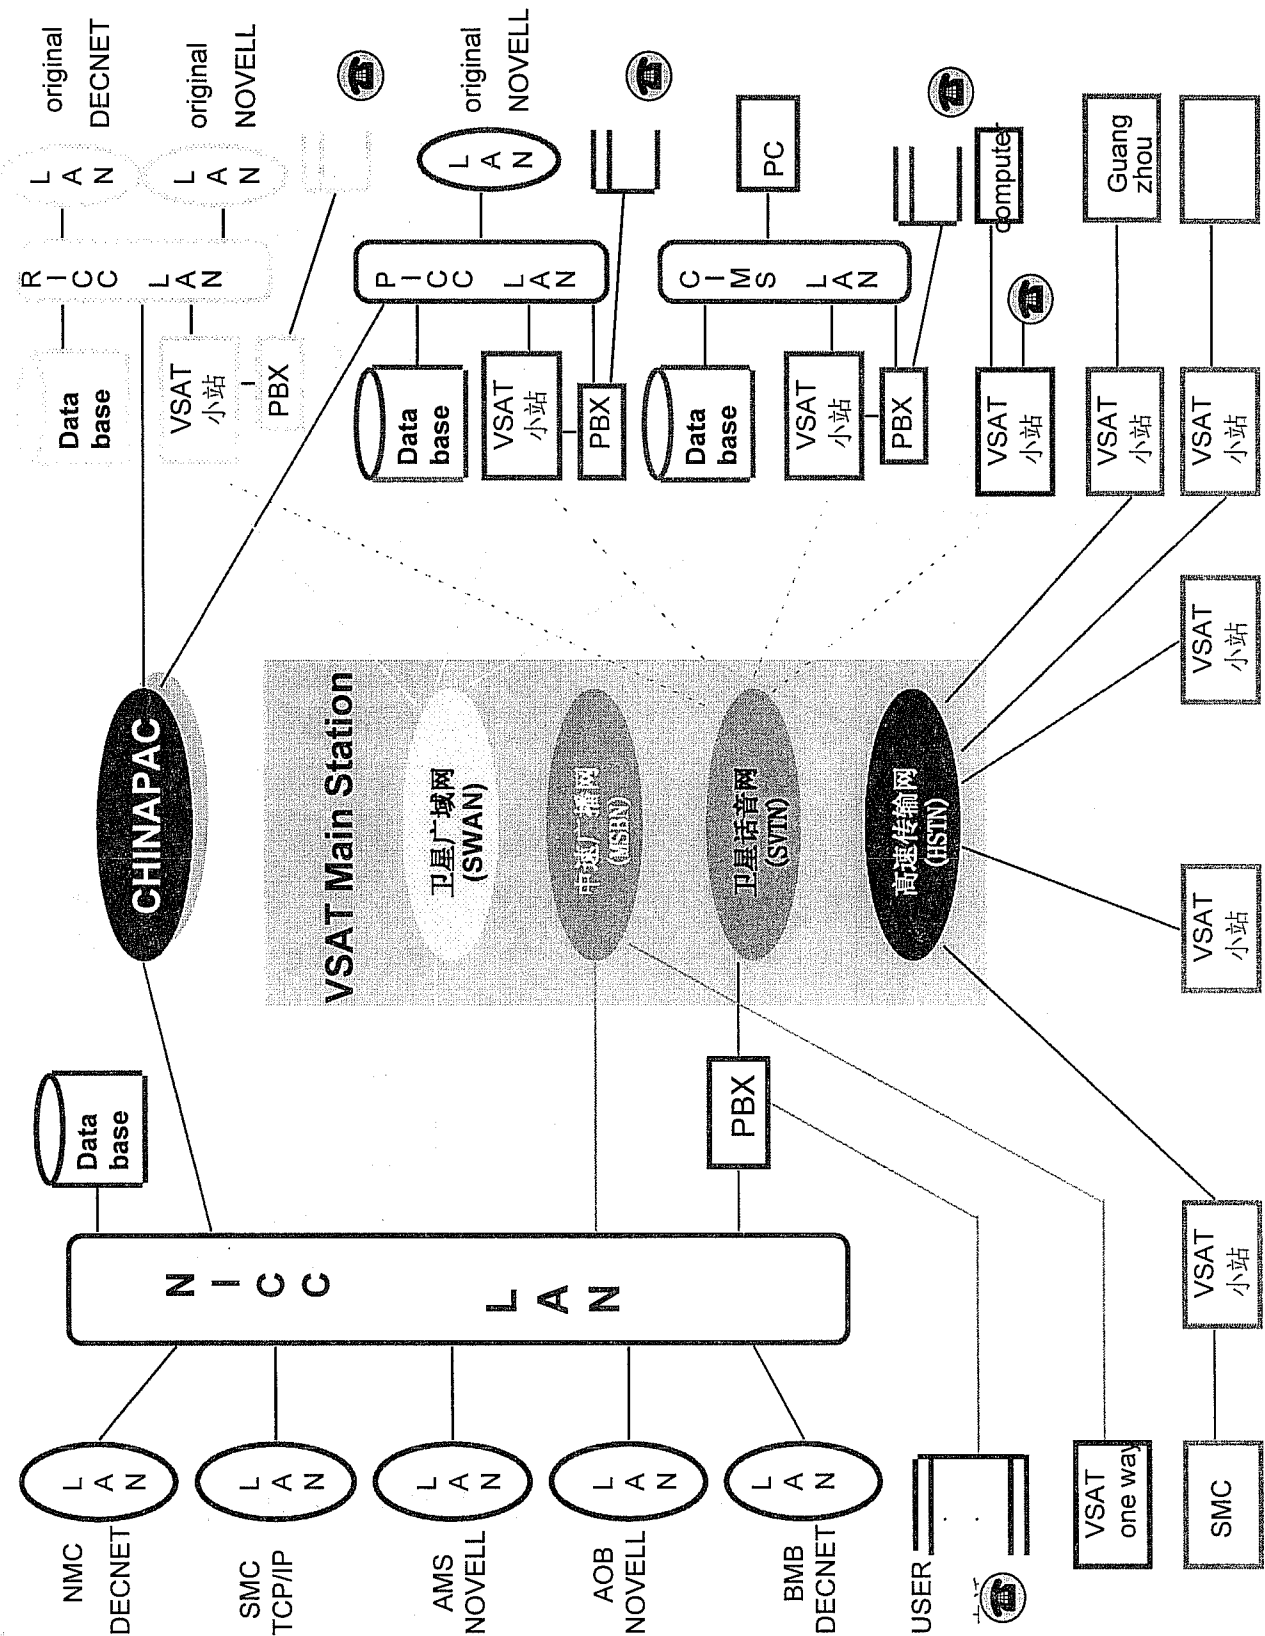 original
DECNET
original
NOVELL
original
NOVELL
L
A
N
L
A
N
L
A
N
PC
computer
Guang
zhou
R
I
C
C
L
A
N
P
I
C
C
L
A
N
C
I
M
S
L
A
N
Data
base
VSAT
小站
PBX
Data
base
VSAT
小站
PBX
Data
base
VSAT
小站
PBX
VSAT
小站
VSAT
小站
VSAT
小站
VSAT
小站
VSAT
小站
CHINAPAC
VSAT Main Station
卫星广域网
(SWAN)
中速广播网
(MSBN)
卫星话音网
(SVTN)
高速传输网
(HSTN)
Data
base
PBX
N
I
C
C
L
A
N
VSAT
小站
L
A
N
L
A
N
L
A
N
L
A
N
L
A
N
NMC
DECNET
SMC
TCP/IP
AMS
NOVELL
AOB
NOVELL
BMB
DECNET
USER
VSAT
one way
SMC